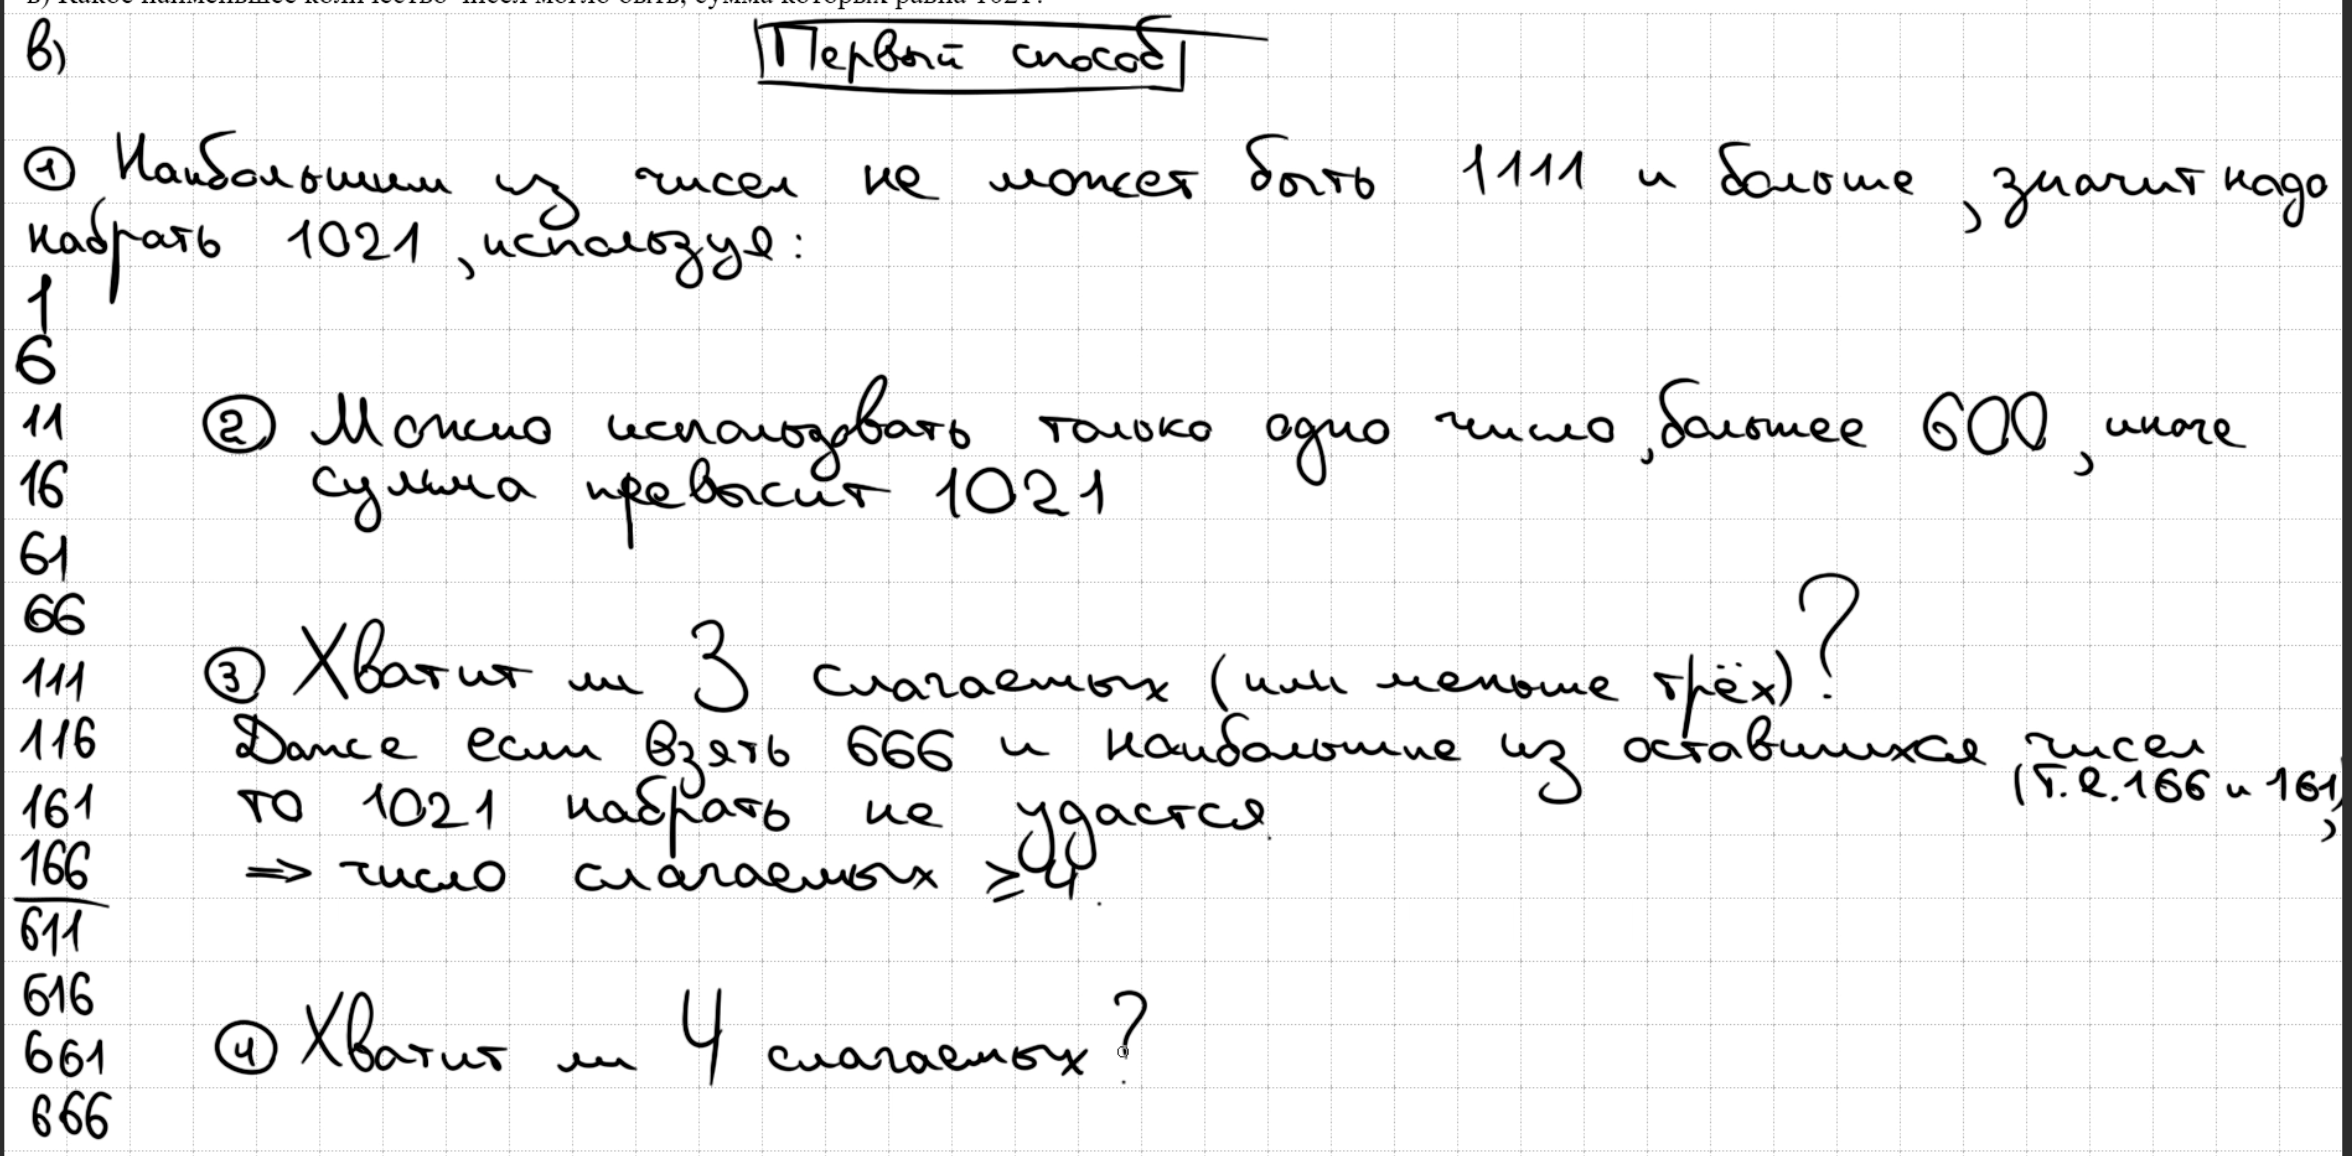 в) Какое наименьшее количество чисел могло быть, сумма которых равна 1021?
в)
Первый способ
① Наибольшим из чисел не может быть 1111 и больше, значит надо
набрать 1021, используя:
1
6
11
16
61
66
111
116
161
166
611
616
661
666
② Можно использовать только одно число, большее 600, иначе
сумма превысит 1021
③ Хватит ли 3 слагаемых (или меньше трёх)?
Даже если взять 666 и наибольшие из оставшихся чисел
(т.е. 166 и 161)
то 1021 набрать не удастся.
⇒ число слагаемых ≥ 4.
④ Хватит ли 4 слагаемых?